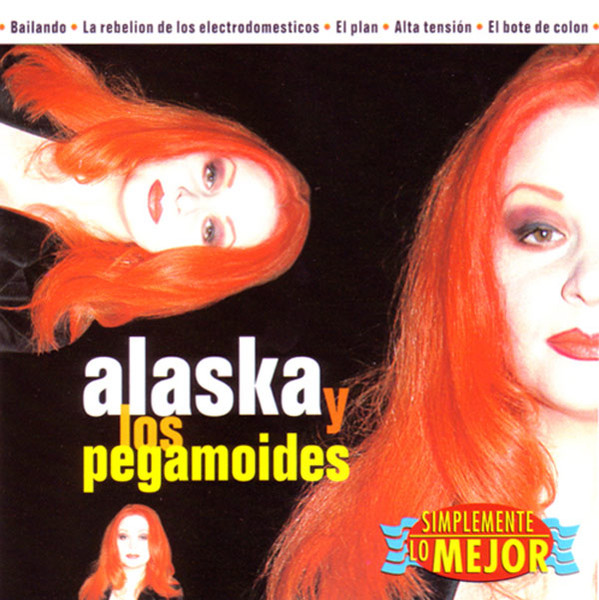 • Bailando • La rebelion de los electrodomesticos • El plan • Alta tensión • El bote de colon •
alaska y
los
pegamoides
SIMPLEMENTE
LO MEJOR